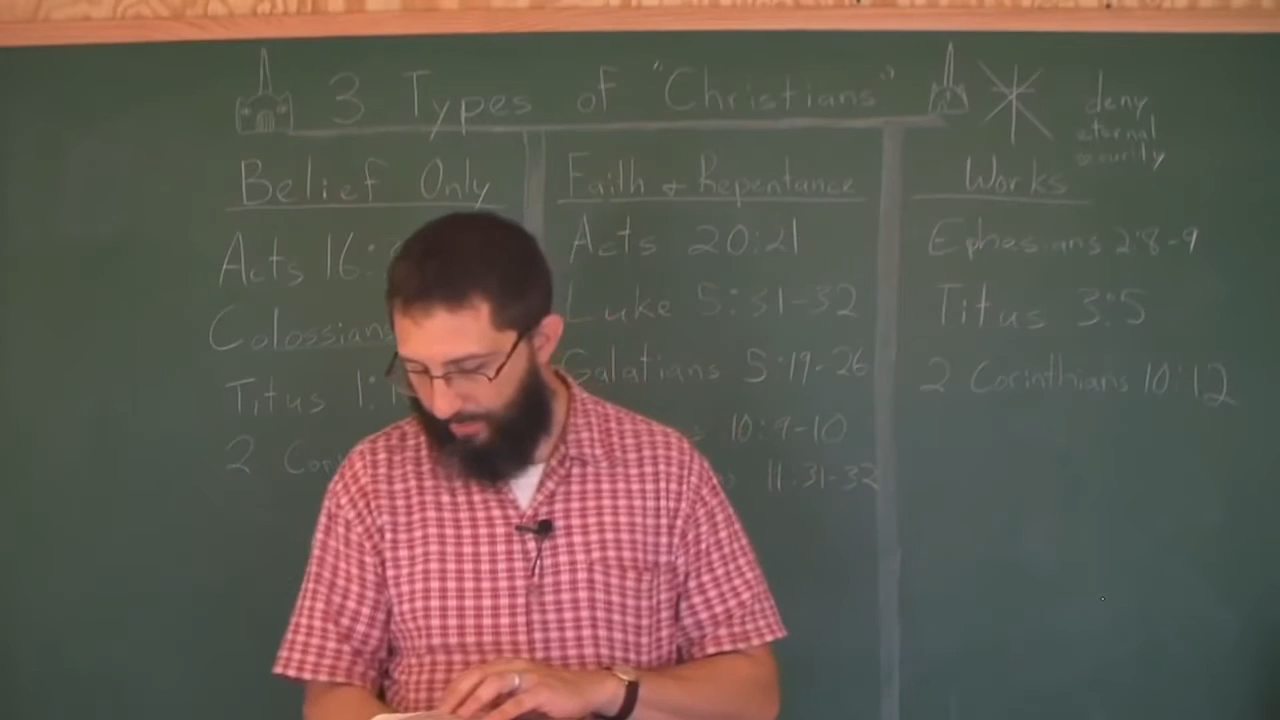 3 Types of "Christians"
deny
eternal
security
Belief Only
Acts 16:
Colossians
Titus 1:1
2 Cor
Faith & Repentance
Acts 20:21
Luke 5:31-32
Galatians 5:19-26
10:9-10
11:31-32
Works
Ephesians 2:8-9
Titus 3:5
2 Corinthians 10:12